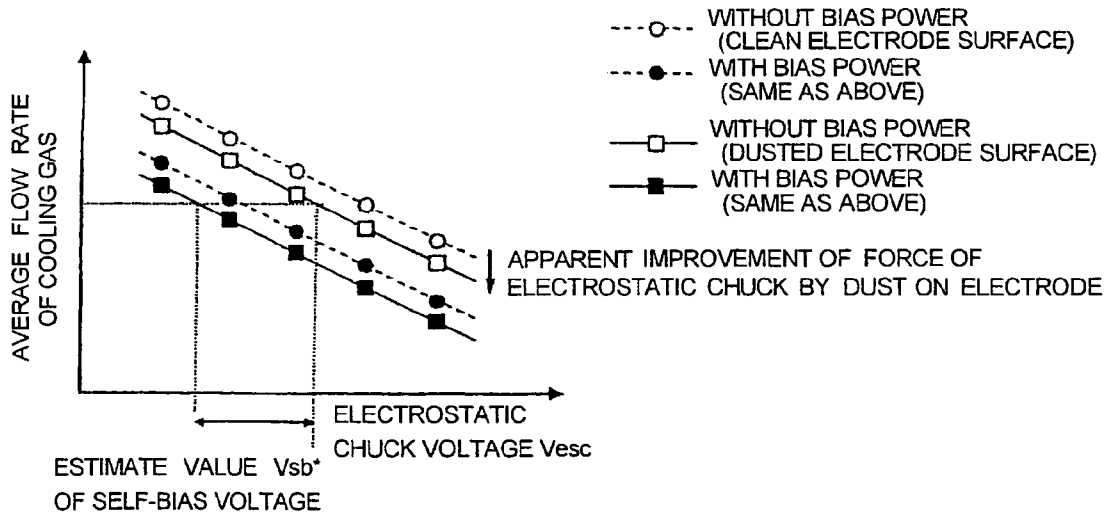 WITHOUT BIAS POWER
(CLEAN ELECTRODE SURFACE)
WITH BIAS POWER
(SAME AS ABOVE)
WITHOUT BIAS POWER
(DUSTED ELECTRODE SURFACE)
WITH BIAS POWER
(SAME AS ABOVE)
AVERAGE FLOW RATE
OF COOLING GAS
APPARENT IMPROVEMENT OF FORCE OF
ELECTROSTATIC CHUCK BY DUST ON ELECTRODE
ELECTROSTATIC
CHUCK VOLTAGE Vesc
ESTIMATE VALUE Vsb*
OF SELF-BIAS VOLTAGE